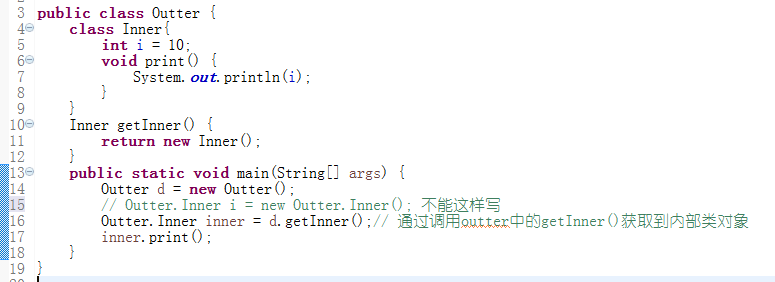 3 public class Outter {
4 class Inner{
5 int i = 10;
6 void print() {
7 System.out.println(i);
8 }
9 }
10 Inner getInner() {
11 return new Inner();
12 }
13 public static void main(String[] args) {
14 Outter d = new Outter();
15 // Outter.Inner i = new Outter.Inner(); 不能这样写
16 Outter.Inner inner = d.getInner();// 通过调用outter中的getInner()获取到内部类对象
17 inner.print();
18 }
19 }